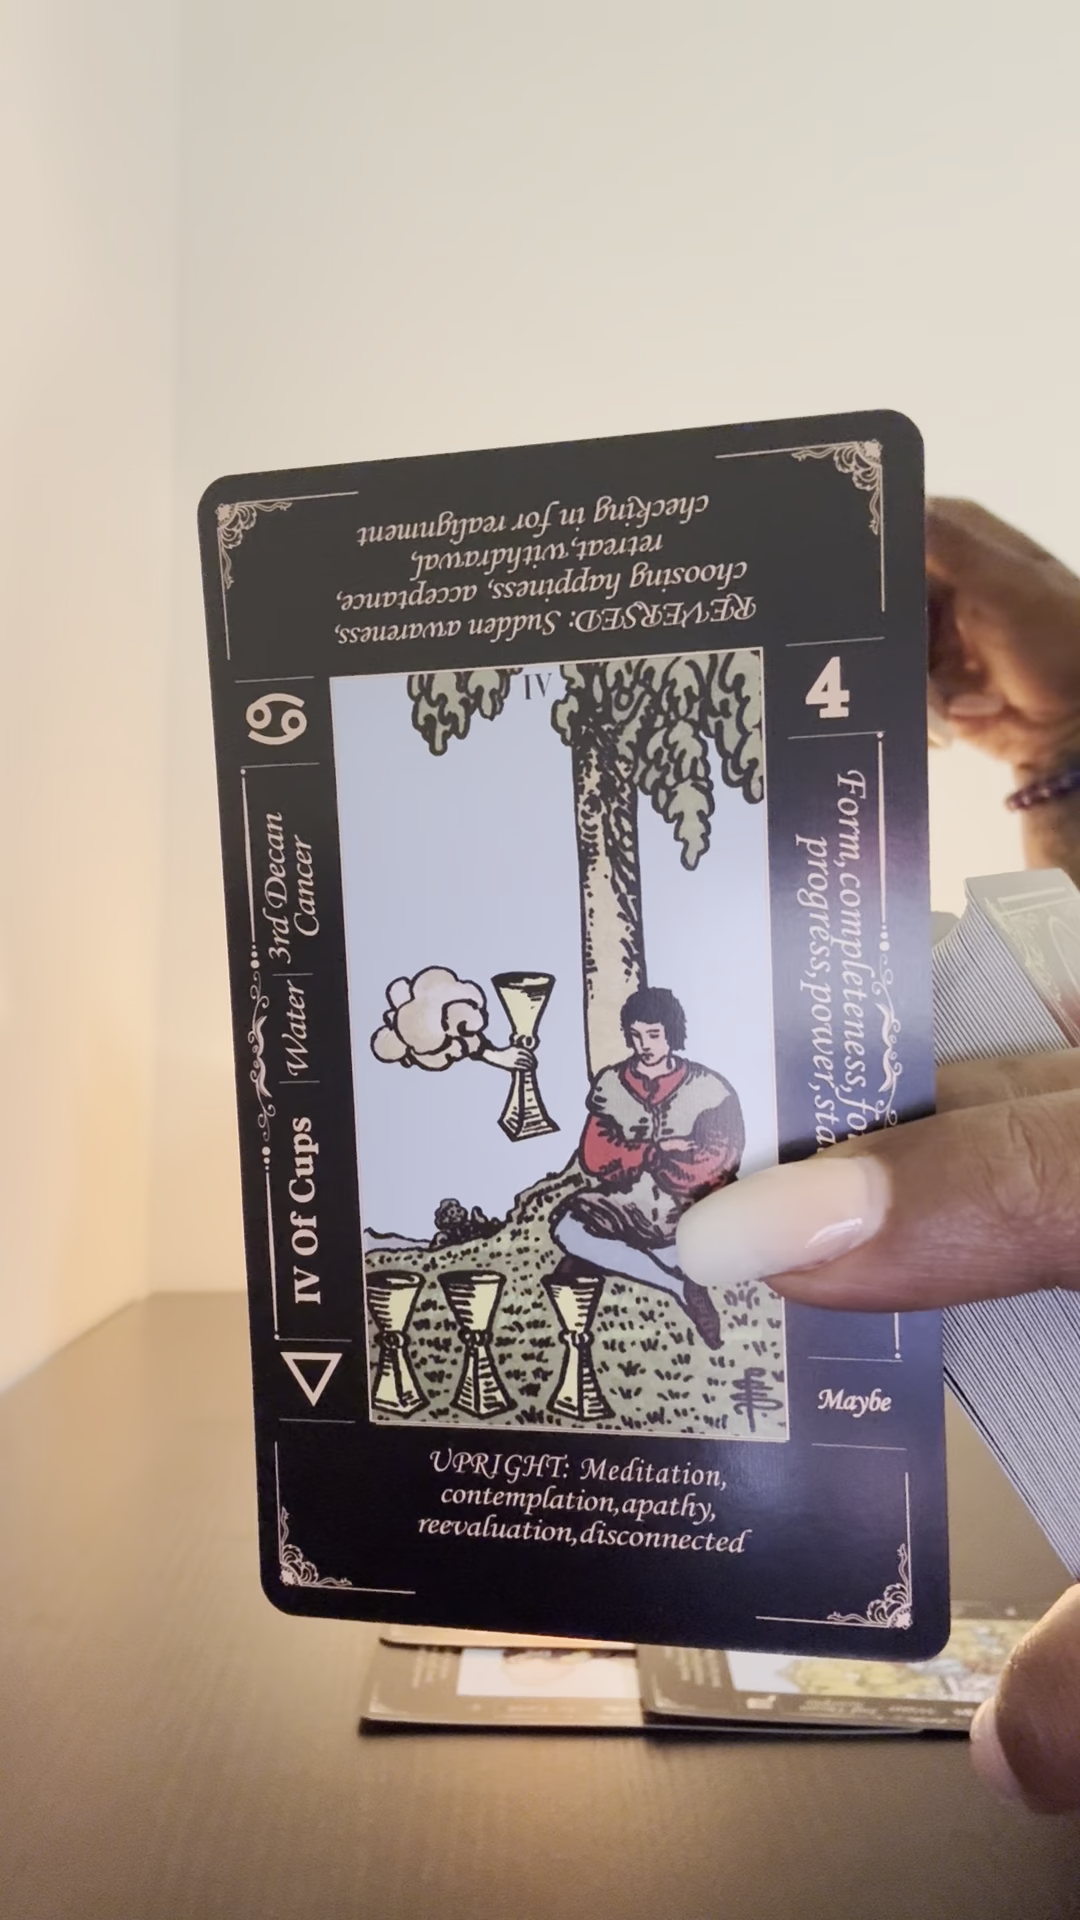 REVERSED: Sudden awareness,
choosing happiness, acceptance,
retreat,withdrawal,
checking in for realignment
IV
4
Form,completeness,
progress,power,
3rd Decan
Cancer
Water
IV Of Cups
Maybe
UPRIGHT: Meditation,
contemplation,apathy,
reevaluation,disconnected